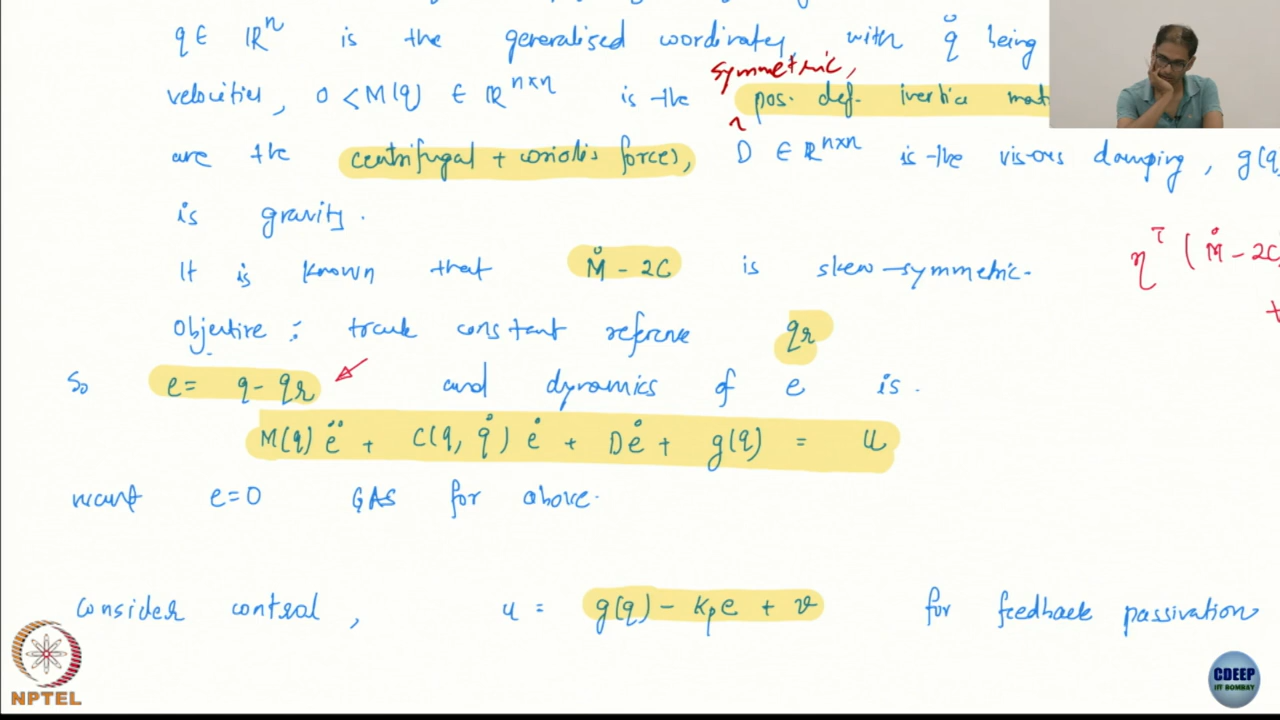 q ∈ ℝⁿ is the generalised coordinates, with q̇ being
symmetric,
velocities, 0 < M(q) ∈ ℝⁿˣⁿ is the pos. def. inertia mat
are the centrifugal + coriolis forces, D ∈ ℝⁿˣⁿ is the viscous damping, g(q
is gravity.
It is known that Ṁ - 2C is skew-symmetric.
ηᵀ (Ṁ - 2C
Objective : track constant reference qr
So e = q - qr and dynamics of e is.
M(q) ë + C(q, q̇) ė + Dė + g(q) = u
want e=0 GAS for above.
Consider control, u = g(q) - Kpe + v for feedback passivation
NPTEL
CDEEP
IIT BOMBAY